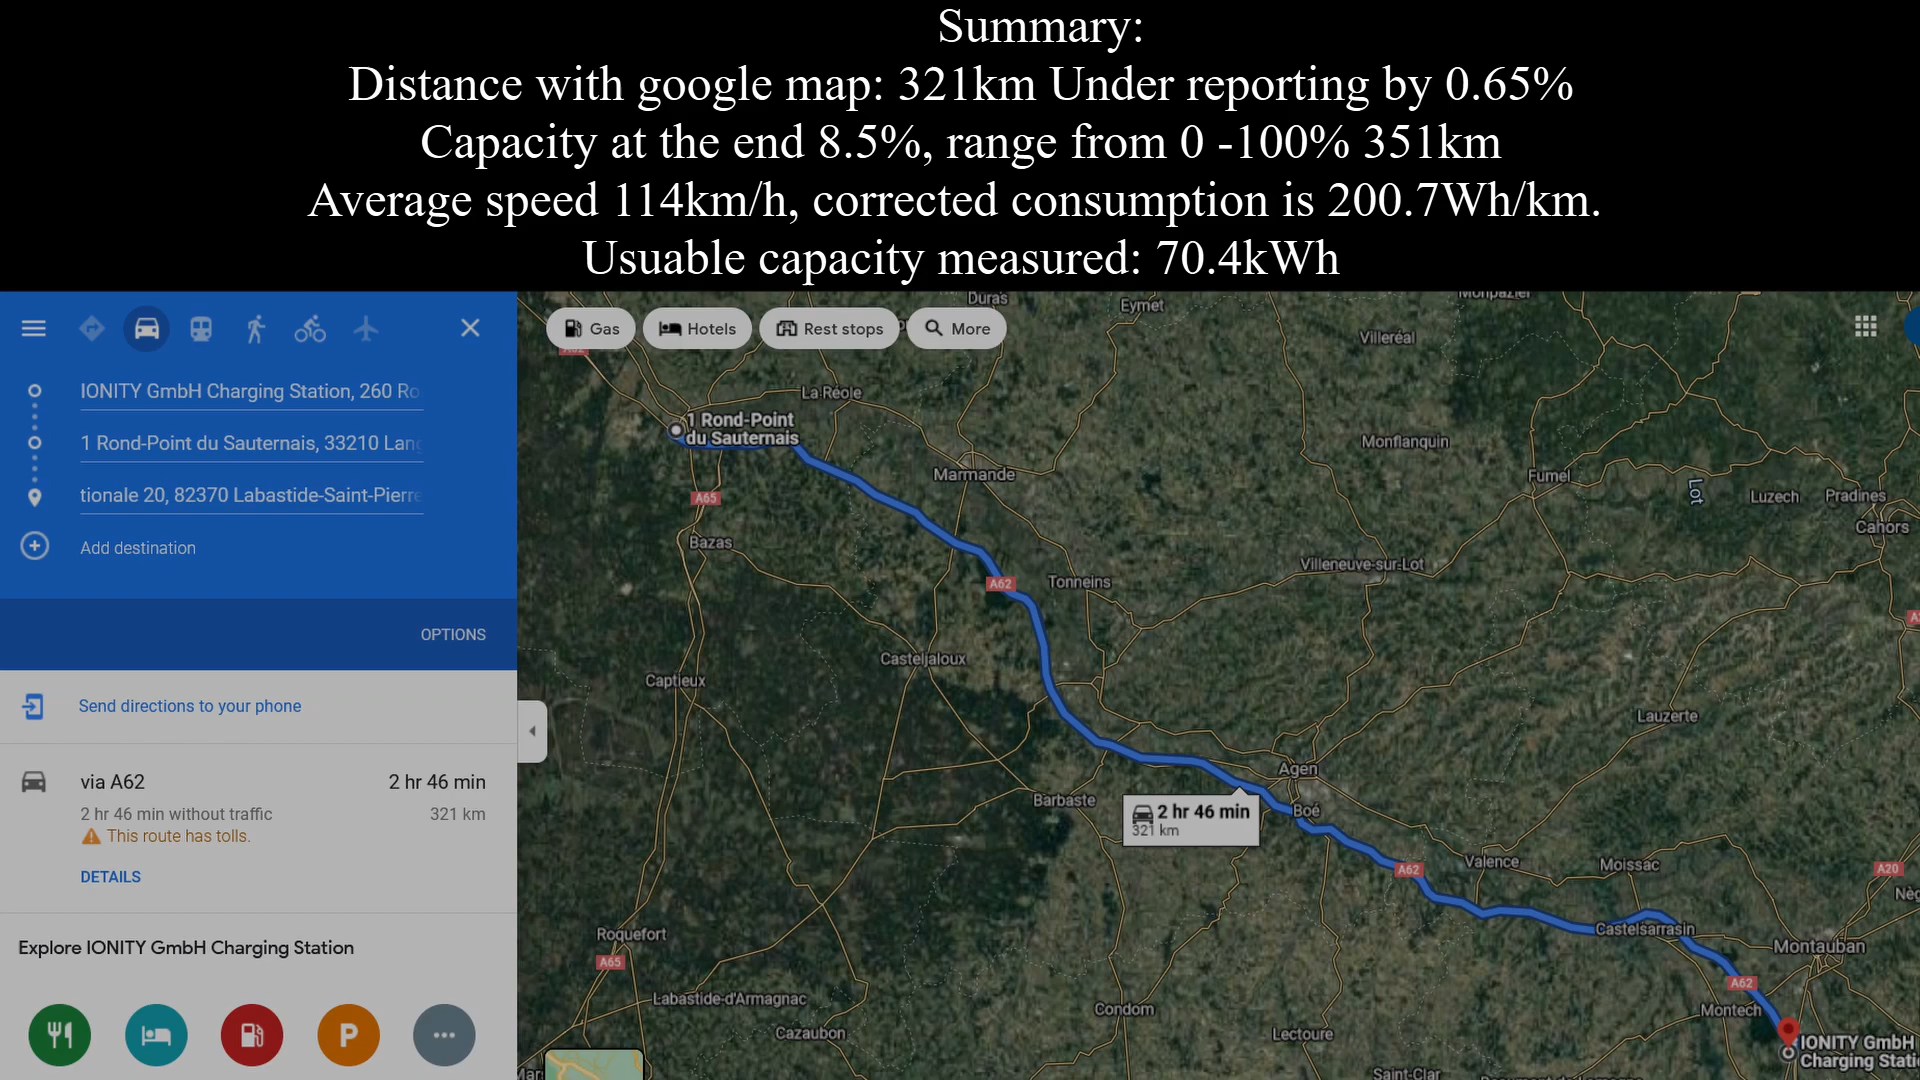 Summary:
Distance with google map: 321km Under reporting by 0.65%
Capacity at the end 8.5%, range from 0 -100% 351km
Average speed 114km/h, corrected consumption is 200.7Wh/km.
Usuable capacity measured: 70.4kWh
IONITY GmbH Charging Station, 260 Ro
1 Rond-Point du Sauternais, 33210 Lang
tionale 20, 82370 Labastide-Saint-Pierre
Add destination
OPTIONS
Send directions to your phone
via A62
2 hr 46 min
2 hr 46 min without traffic
321 km
This route has tolls.
DETAILS
Explore IONITY GmbH Charging Station
P
Gas
Hotels
Rest stops
More
Duras
Eymet
Monpazier
Villeréal
La Réole
1 Rond-Point
du Sauternais
Marmande
Monflanquin
Fumel
Lot
Luzech
Pradines
Cahors
A65
Bazas
A62
Tonneins
Villeneuve-sur-Lot
Casteljaloux
Captieux
Lauzerte
Agen
Barbaste
2 hr 46 min
321 km
Boé
A62
Valence
Moissac
A20
Nèg
Castelsarrasin
Montauban
Roquefort
A65
A62
Labastide-d'Armagnac
Condom
Montech
Cazaubon
Lectoure
IONITY GmbH
Charging Stati
Saint-Clar